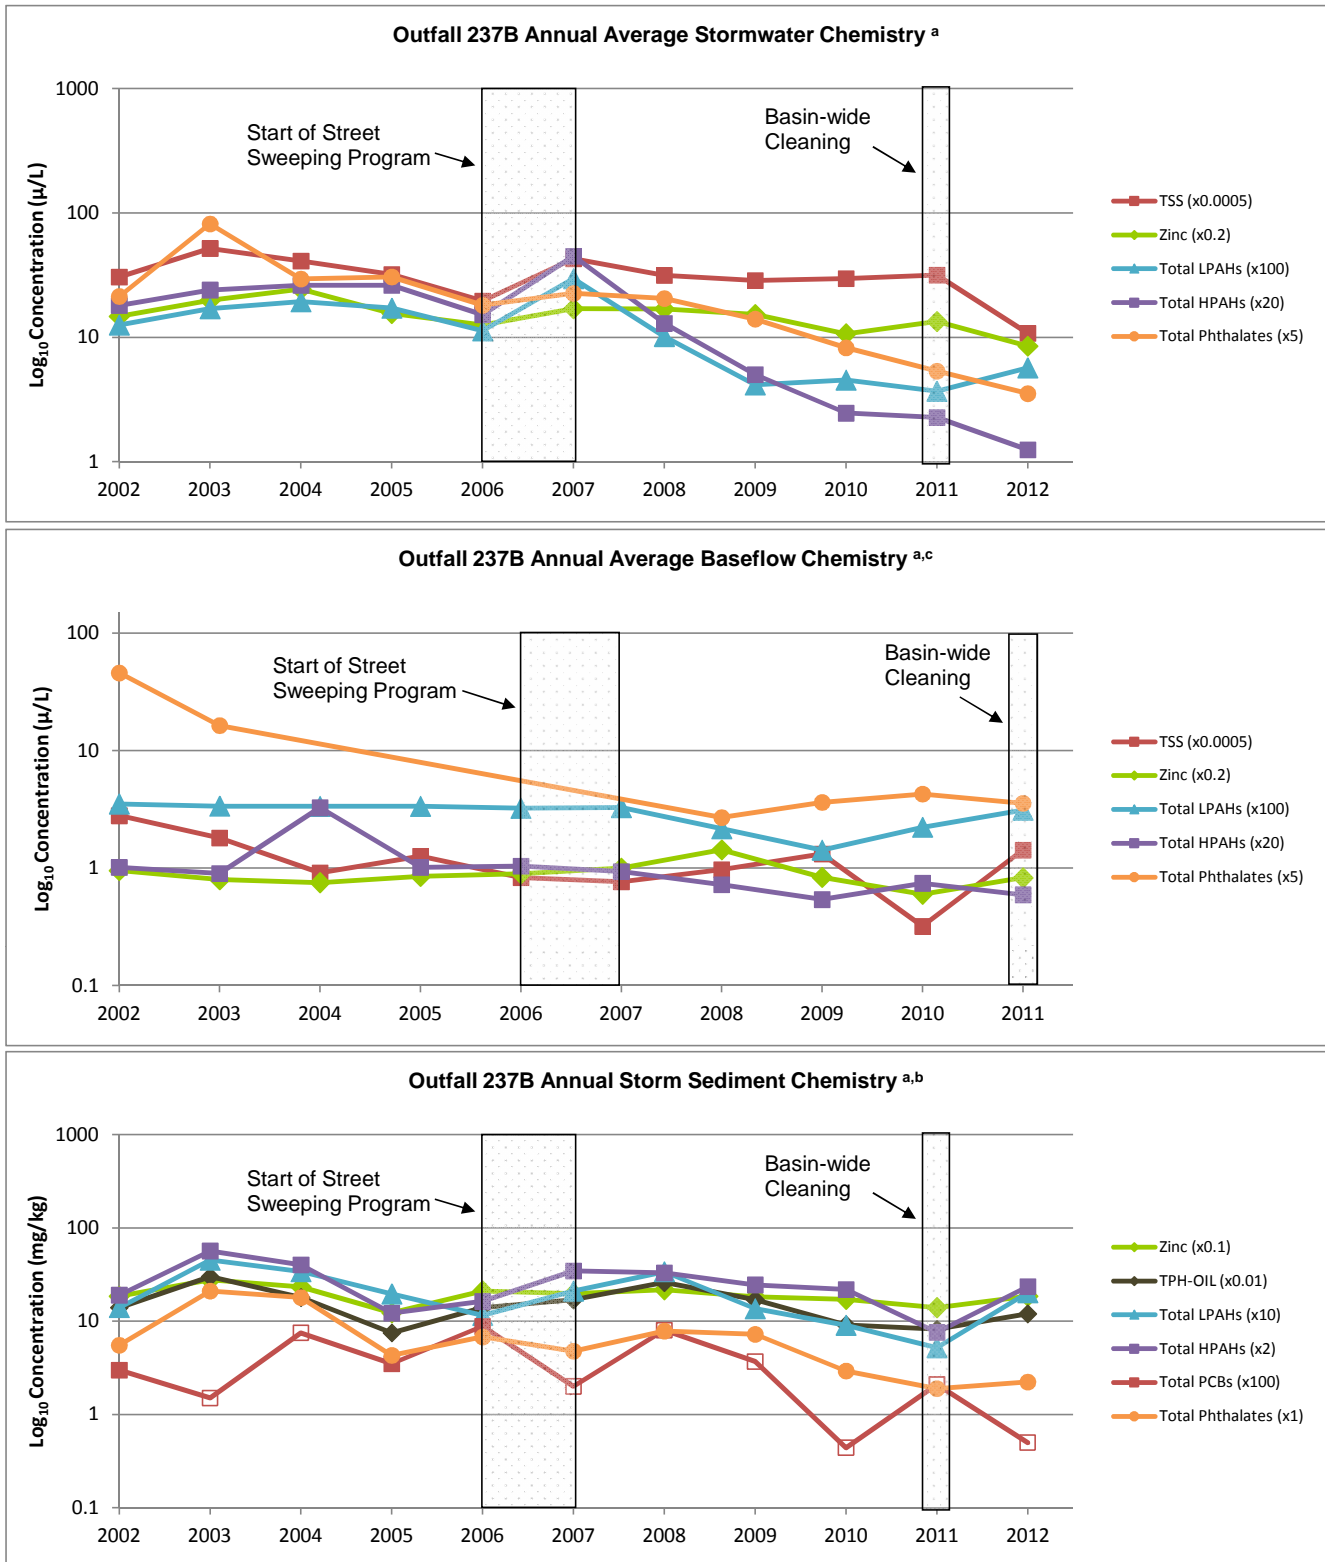 Outfall 237B Annual Average Stormwater Chemistry a
Log10 Concentration (µ/L)
1000
100
10
1
Start of Street
Sweeping Program
Basin-wide
Cleaning
TSS (x0.0005)
Zinc (x0.2)
Total LPAHs (x100)
Total HPAHs (x20)
Total Phthalates (x5)
2002 2003 2004 2005 2006 2007 2008 2009 2010 2011 2012
Outfall 237B Annual Average Baseflow Chemistry a,c
Log10 Concentration (µ/L)
100
10
1
0.1
Start of Street
Sweeping Program
Basin-wide
Cleaning
TSS (x0.0005)
Zinc (x0.2)
Total LPAHs (x100)
Total HPAHs (x20)
Total Phthalates (x5)
2002 2003 2004 2005 2006 2007 2008 2009 2010 2011
Outfall 237B Annual Storm Sediment Chemistry a,b
Log10 Concentration (mg/kg)
1000
100
10
1
0.1
Start of Street
Sweeping Program
Basin-wide
Cleaning
Zinc (x0.1)
TPH-OIL (x0.01)
Total LPAHs (x10)
Total HPAHs (x2)
Total PCBs (x100)
Total Phthalates (x1)
2002 2003 2004 2005 2006 2007 2008 2009 2010 2011 2012